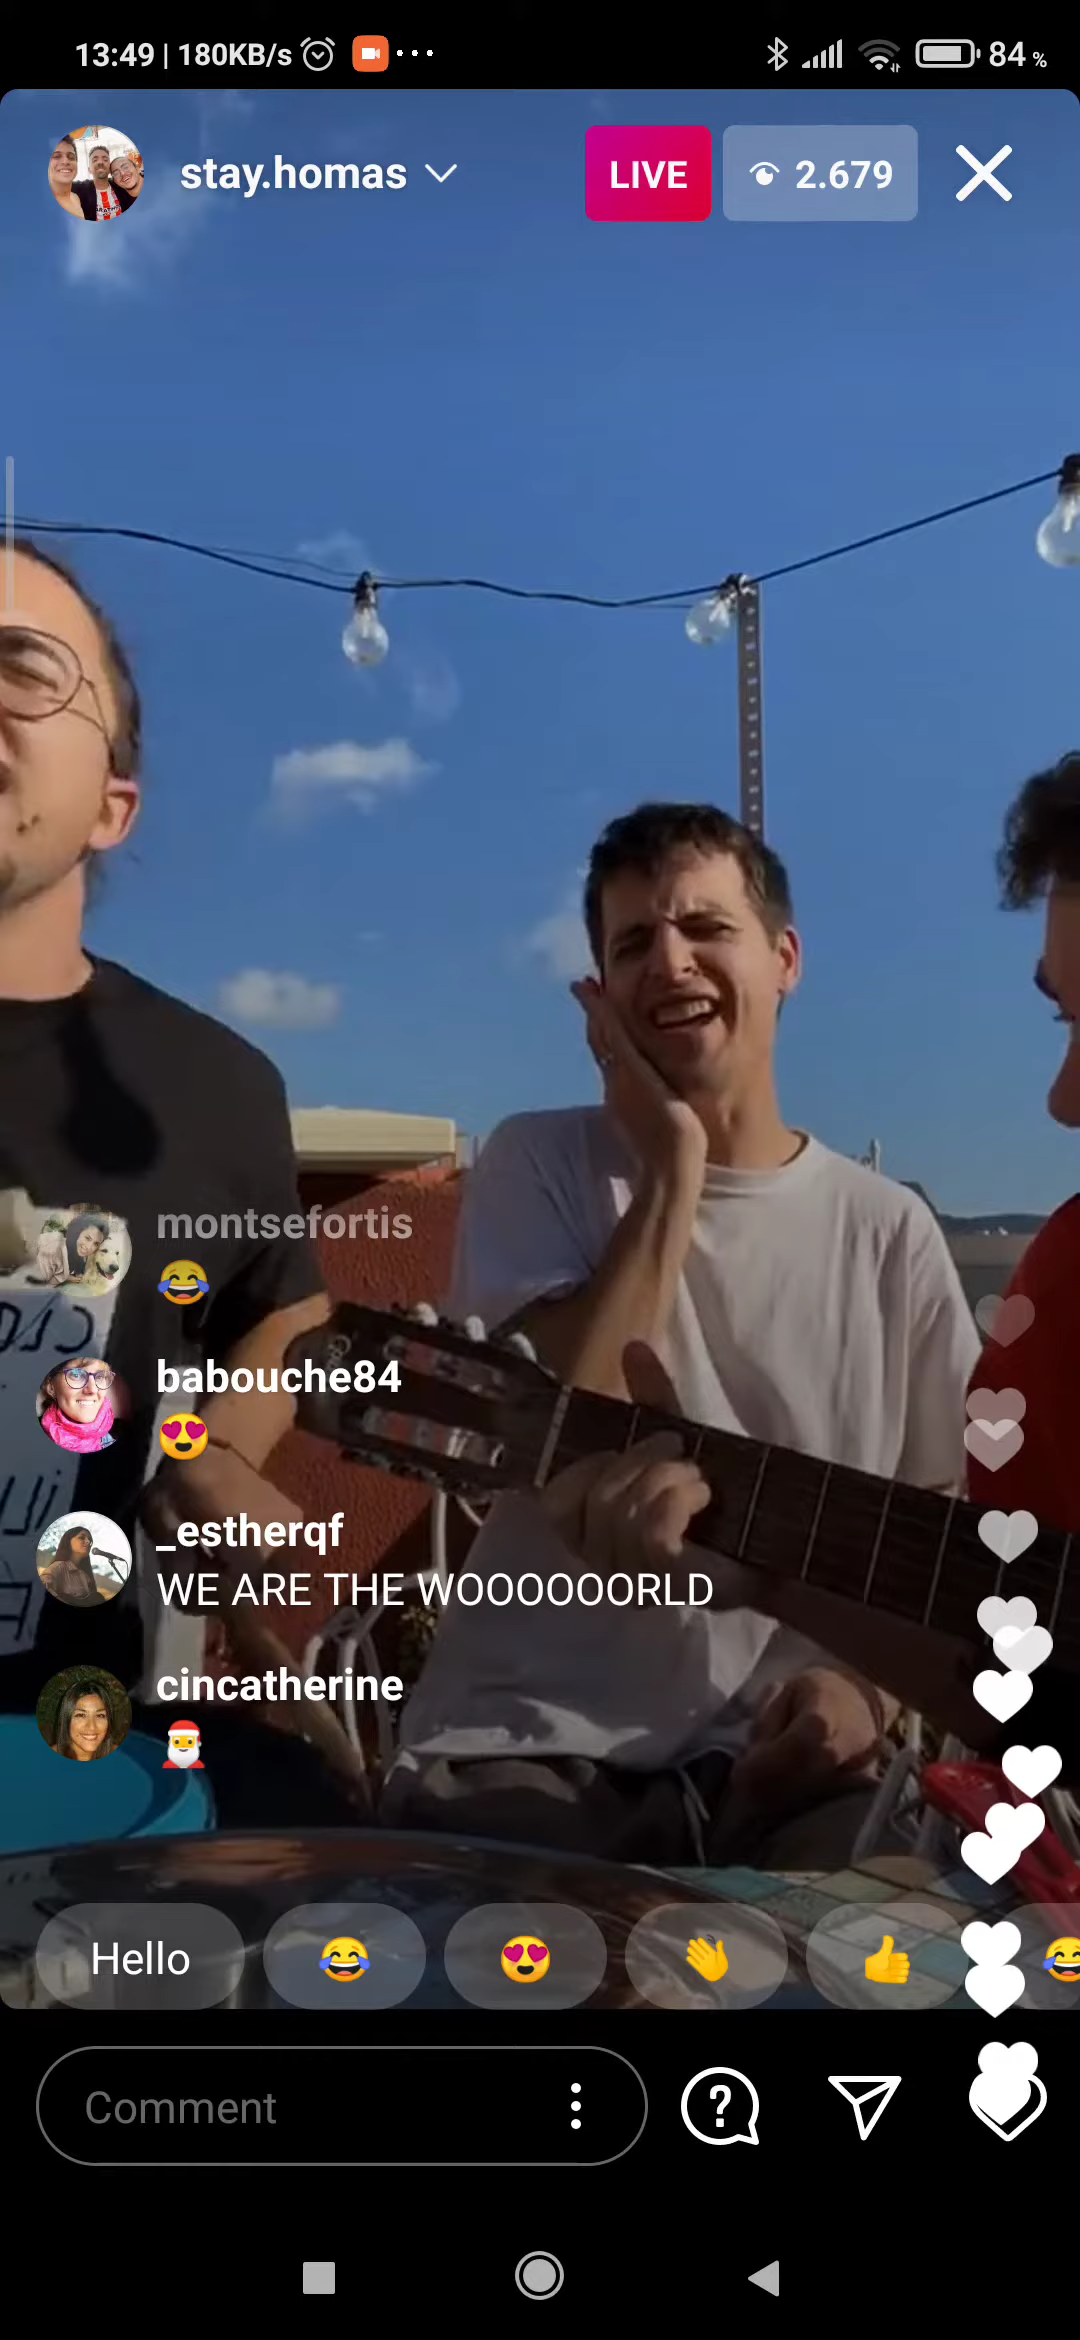 13:49 | 180KB/s
84 %
stay.homas
LIVE
2.679
montsefortis
😂
babouche84
😍
_estherqf
WE ARE THE WOOOOOORLD
cincatherine
🎅
Hello 😂 😍 👋 👍 😂
Comment